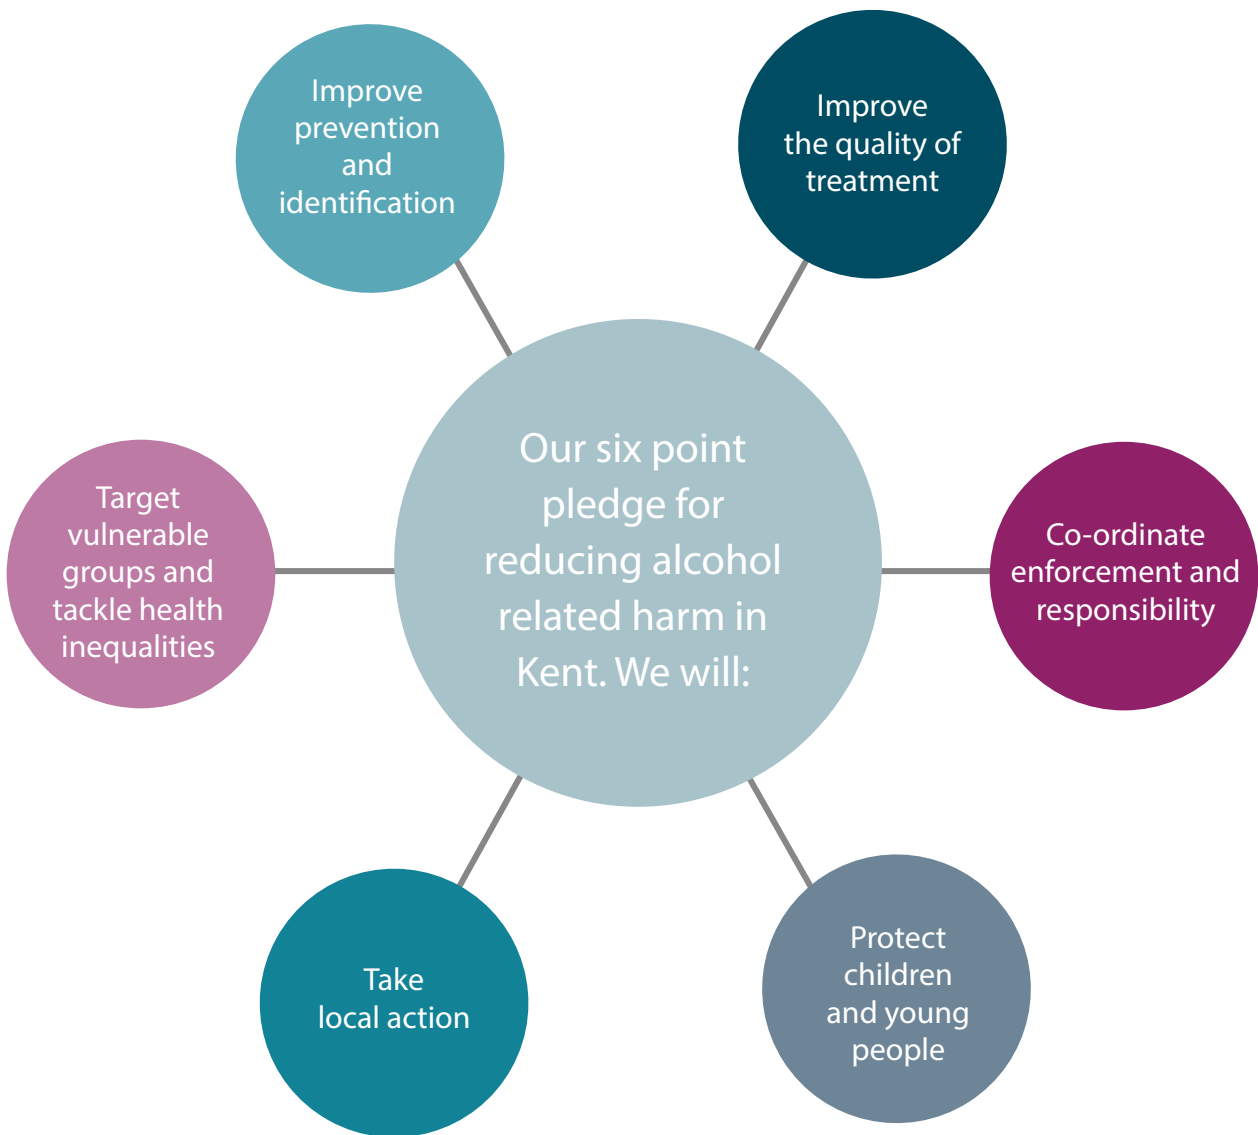 Improve
prevention
and
identification
Improve
the quality of
treatment
Our six point
pledge for
reducing alcohol
related harm in
Kent. We will:
Target
vulnerable
groups and
tackle health
inequalities
Co-ordinate
enforcement and
responsibility
Take
local action
Protect
children
and young
people